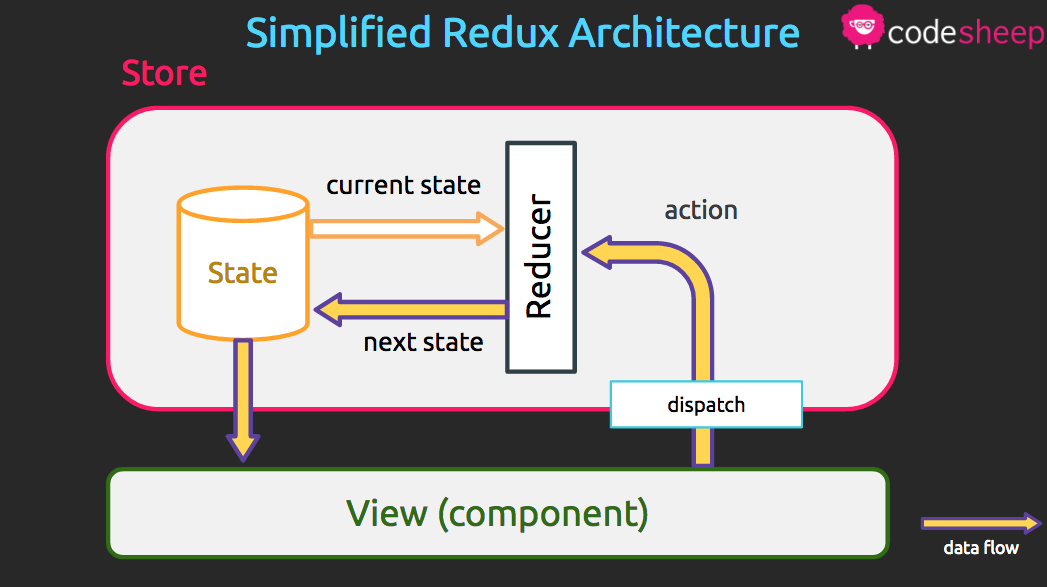 Simplified Redux Architecture
codesheep
Store
current state
action
Reducer
State
next state
dispatch
View (component)
data flow